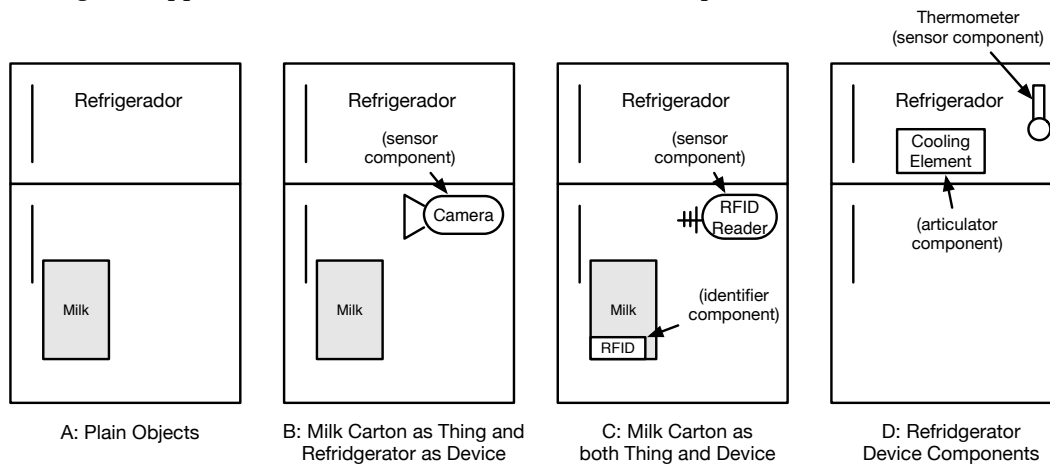 Thermometer
(sensor component)
Refrigerador
Milk
A: Plain Objects
Refrigerador
(sensor
component)
Camera
Milk
B: Milk Carton as Thing and
Refridgerator as Device
Refrigerador
(sensor
component)
RFID
Reader
(identifier
component)
Milk
RFID
C: Milk Carton as
both Thing and Device
Refrigerador
Cooling
Element
(articulator
component)
D: Refridgerator
Device Components